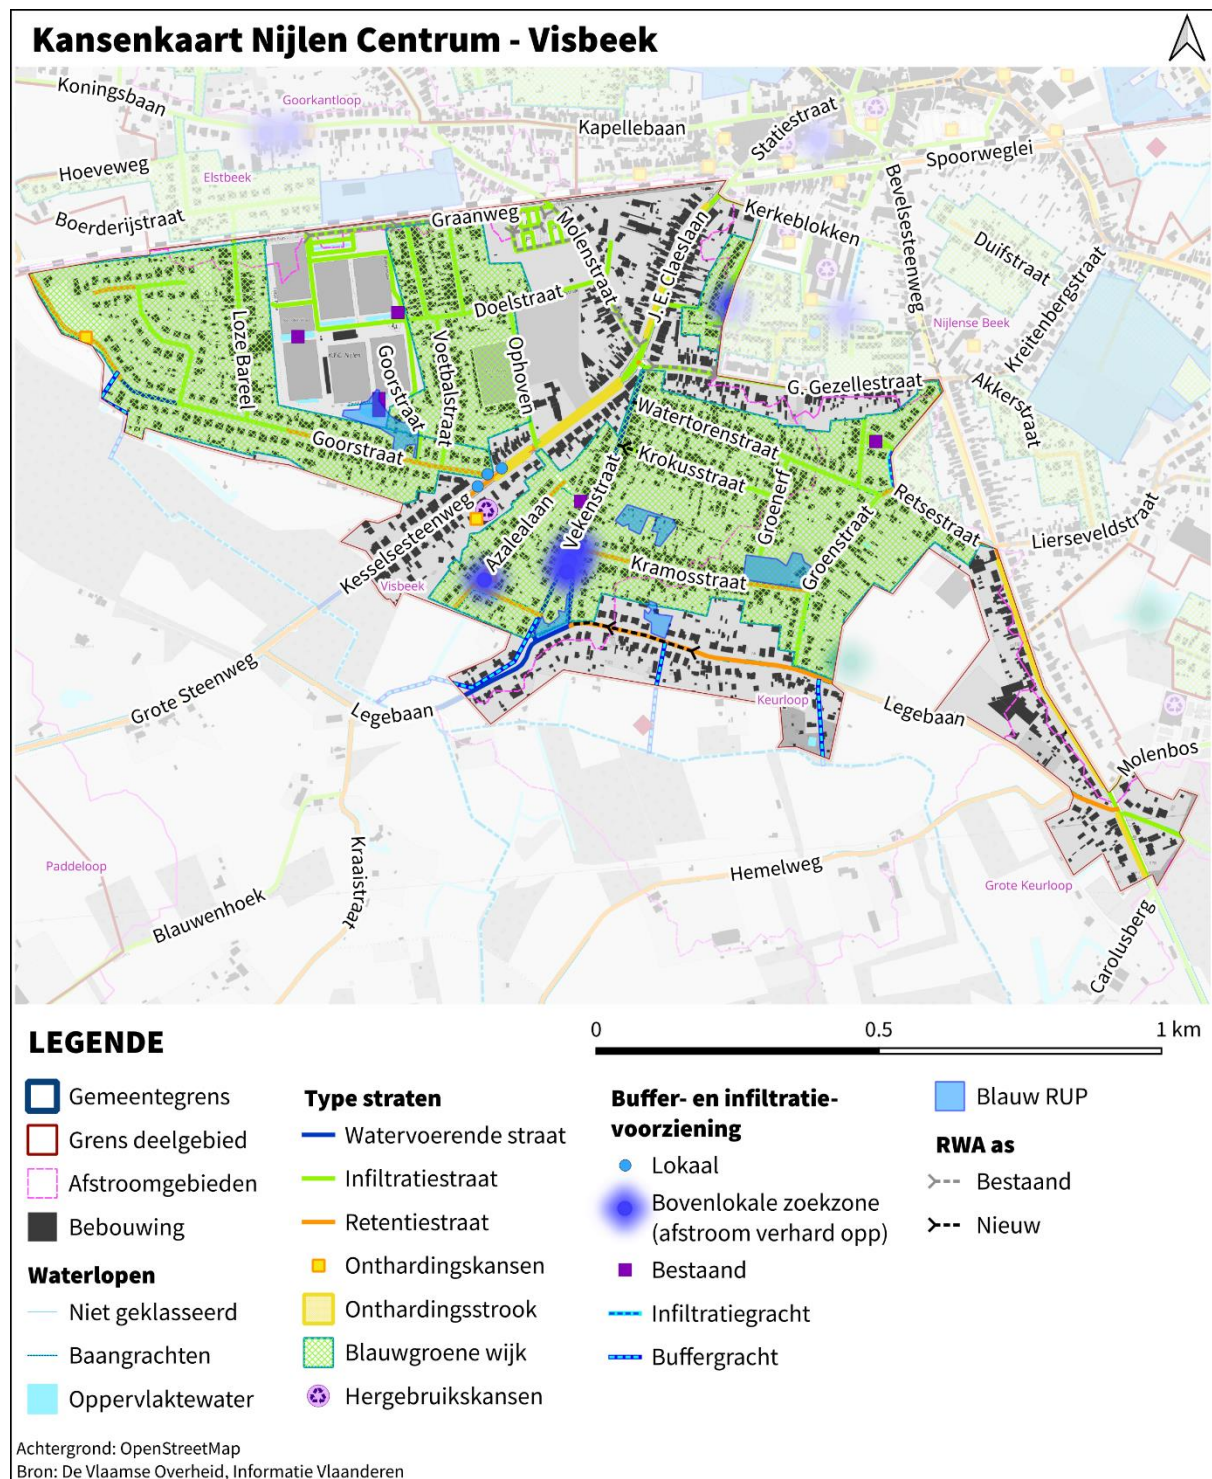 Kansenkaart Nijlen Centrum - Visbeek
Koningsbaan
Goorkantloop
Kapellebaan
Statiestraat
Spoorweglei
Hoeveweg
Elstbeek
Boerderijstraat
Graanweg
Molenstraat
J. E. Claeslaan
Kerkeblokken
Bevelsesteenweg
Duifstraat
Kreitenbergstraat
Nijlense Beek
Loze Bareel
Doelstraat
Goorstraat
Voetbalstraat
Ophoven
G. Gezellestraat
Akkerstraat
Watertorenstraat
Goorstraat
Krokusstraat
Groenerf
Retsestraat
Kesselsesteenweg
Azalealaan
Vekenstraat
Groenstraat
Lierseveldstraat
Kramosstraat
Visbeek
Grote Steenweg
Legebaan
Keurloop
Legebaan
Molenbos
Kraaistraat
Paddeloop
Hemelweg
Grote Keurloop
Blauwenhoek
Carolusberg
LEGENDE
0 0.5 1 km
Gemeentegrens
Grens deelgebied
Afstroomgebieden
Bebouwing
Waterlopen
Niet geklasseerd
Baangrachten
Oppervlaktewater
Type straten
Watervoerende straat
Infiltratiestraat
Retentiestraat
Onthardingskansen
Onthardingsstrook
Blauwgroene wijk
Hergebruikskansen
Buffer- en infiltratie-
voorziening
Lokaal
Bovenlokale zoekzone
(afstroom verhard opp)
Bestaand
Infiltratiegracht
Buffergracht
Blauw RUP
RWA as
Bestaand
Nieuw
Achtergrond: OpenStreetMap
Bron: De Vlaamse Overheid, Informatie Vlaanderen